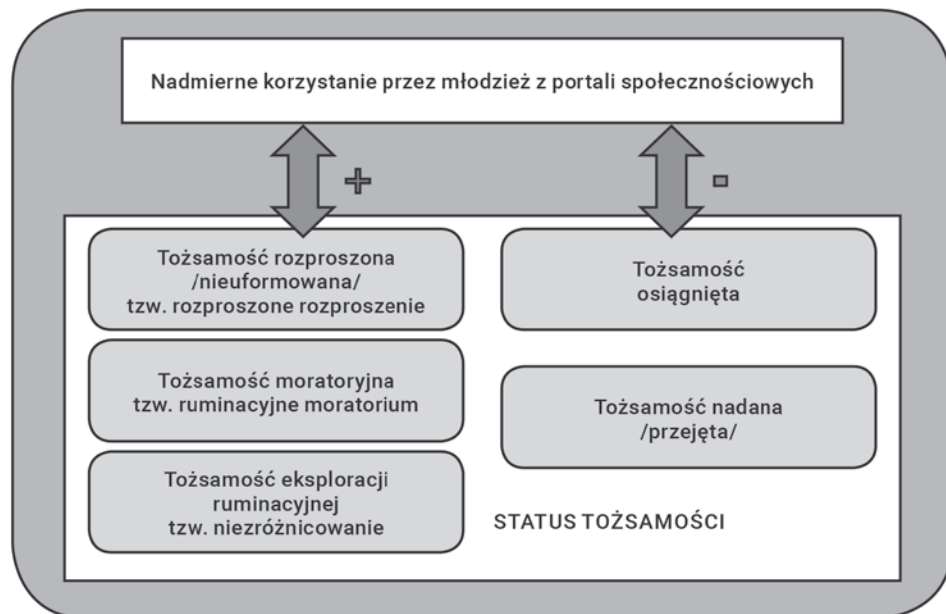 Nadmierne korzystanie przez młodzież z portali społecznościowych
+
-
Tożsamość rozproszona
/nieuformowana/
tzw. rozproszone rozproszenie
Tożsamość moratoryjna
tzw. ruminacyjne moratorium
Tożsamość eksploracji
ruminacyjnej
tzw. niezróżnicowanie
Tożsamość
osiągnięta
Tożsamość nadana
/przejęta/
STATUS TOŻSAMOŚCI